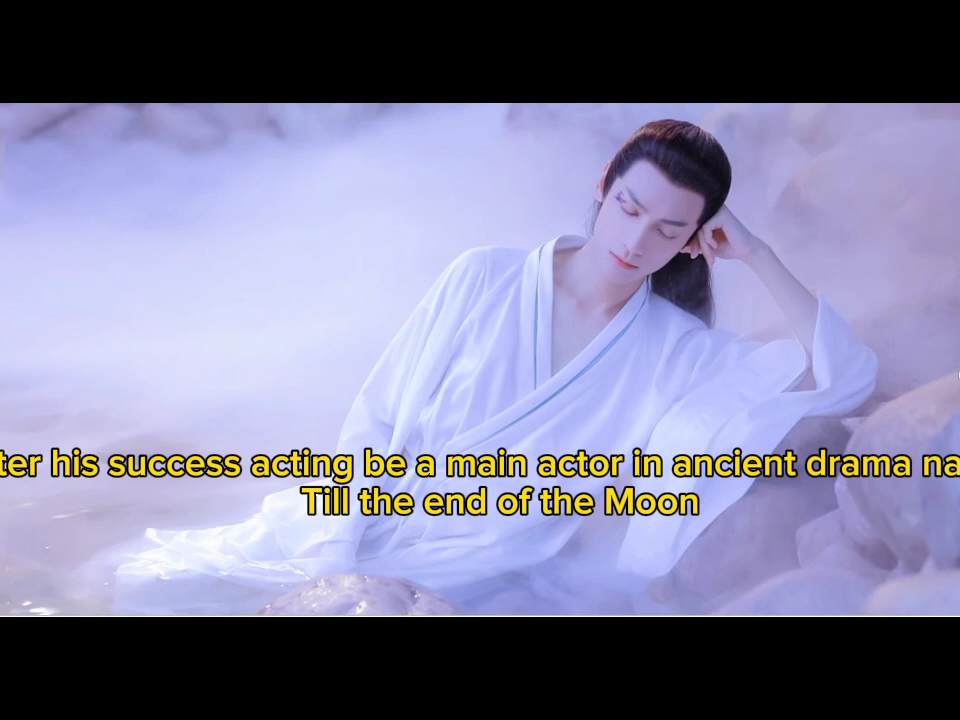 ter his success acting be a main actor in ancient drama na
Till the end of the Moon